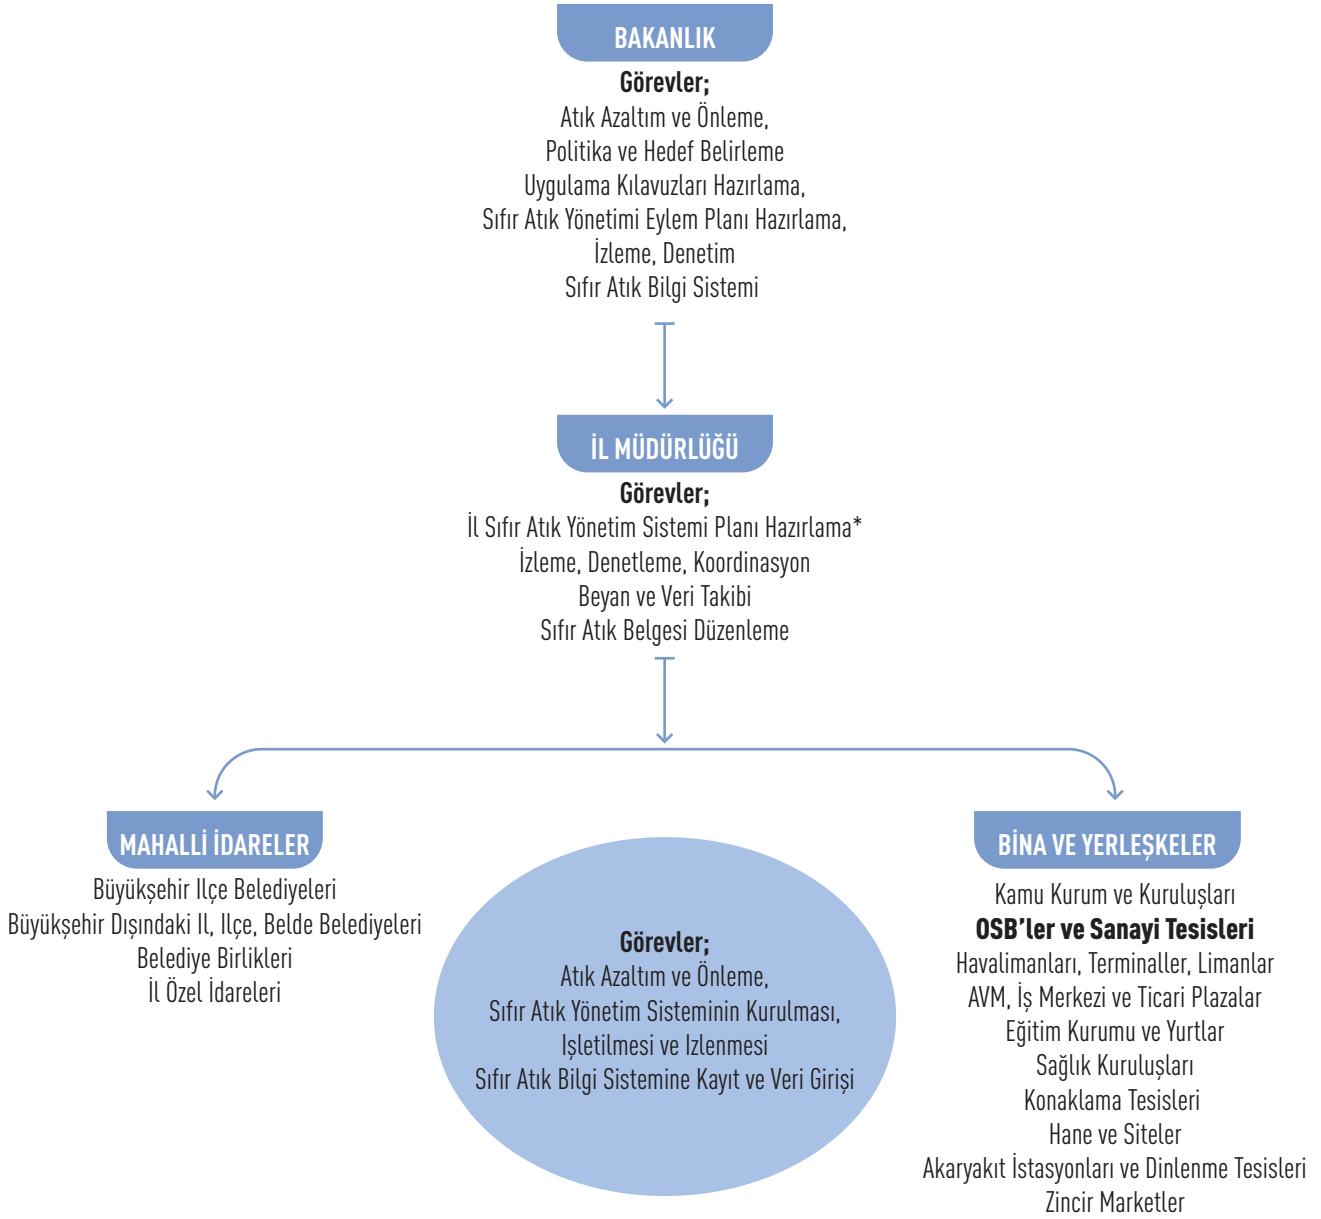 BAKANLIK
Görevler;
Atık Azaltım ve Önleme,
Politika ve Hedef Belirleme
Uygulama Kılavuzları Hazırlama,
Sıfır Atık Yönetimi Eylem Planı Hazırlama,
İzleme, Denetim
Sıfır Atık Bilgi Sistemi
İL MÜDÜRLÜĞÜ
Görevler;
İl Sıfır Atık Yönetim Sistemi Planı Hazırlama*
İzleme, Denetleme, Koordinasyon
Beyan ve Veri Takibi
Sıfır Atık Belgesi Düzenleme
MAHALLİ İDARELER
Büyükşehir Ilçe Belediyeleri
Büyükşehir Dışındaki Il, Ilçe, Belde Belediyeleri
Belediye Birlikleri
İl Özel İdareleri
Görevler;
Atık Azaltım ve Önleme,
Sıfır Atık Yönetim Sisteminin Kurulması,
Işletilmesi ve Izlenmesi
Sıfır Atık Bilgi Sistemine Kayıt ve Veri Girişi
BİNA VE YERLEŞKELER
Kamu Kurum ve Kuruluşları
OSB'ler ve Sanayi Tesisleri
Havalimanları, Terminaller, Limanlar
AVM, İş Merkezi ve Ticari Plazalar
Eğitim Kurumu ve Yurtlar
Sağlık Kuruluşları
Konaklama Tesisleri
Hane ve Siteler
Akaryakıt İstasyonları ve Dinlenme Tesisleri
Zincir Marketler